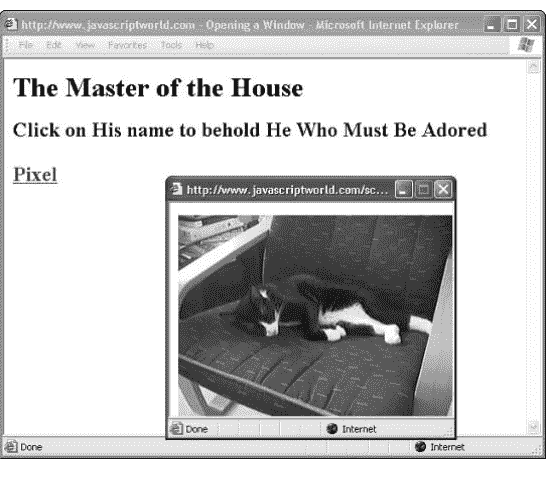 http://www.javascriptworld.com - Opening a Window - Microsoft Internet Explorer
File Edit View Favorites Tools Help
The Master of the House
Click on His name to behold He Who Must Be Adored
Pixel
http://www.javascriptworld.com/sc...
Done Internet
Done Internet